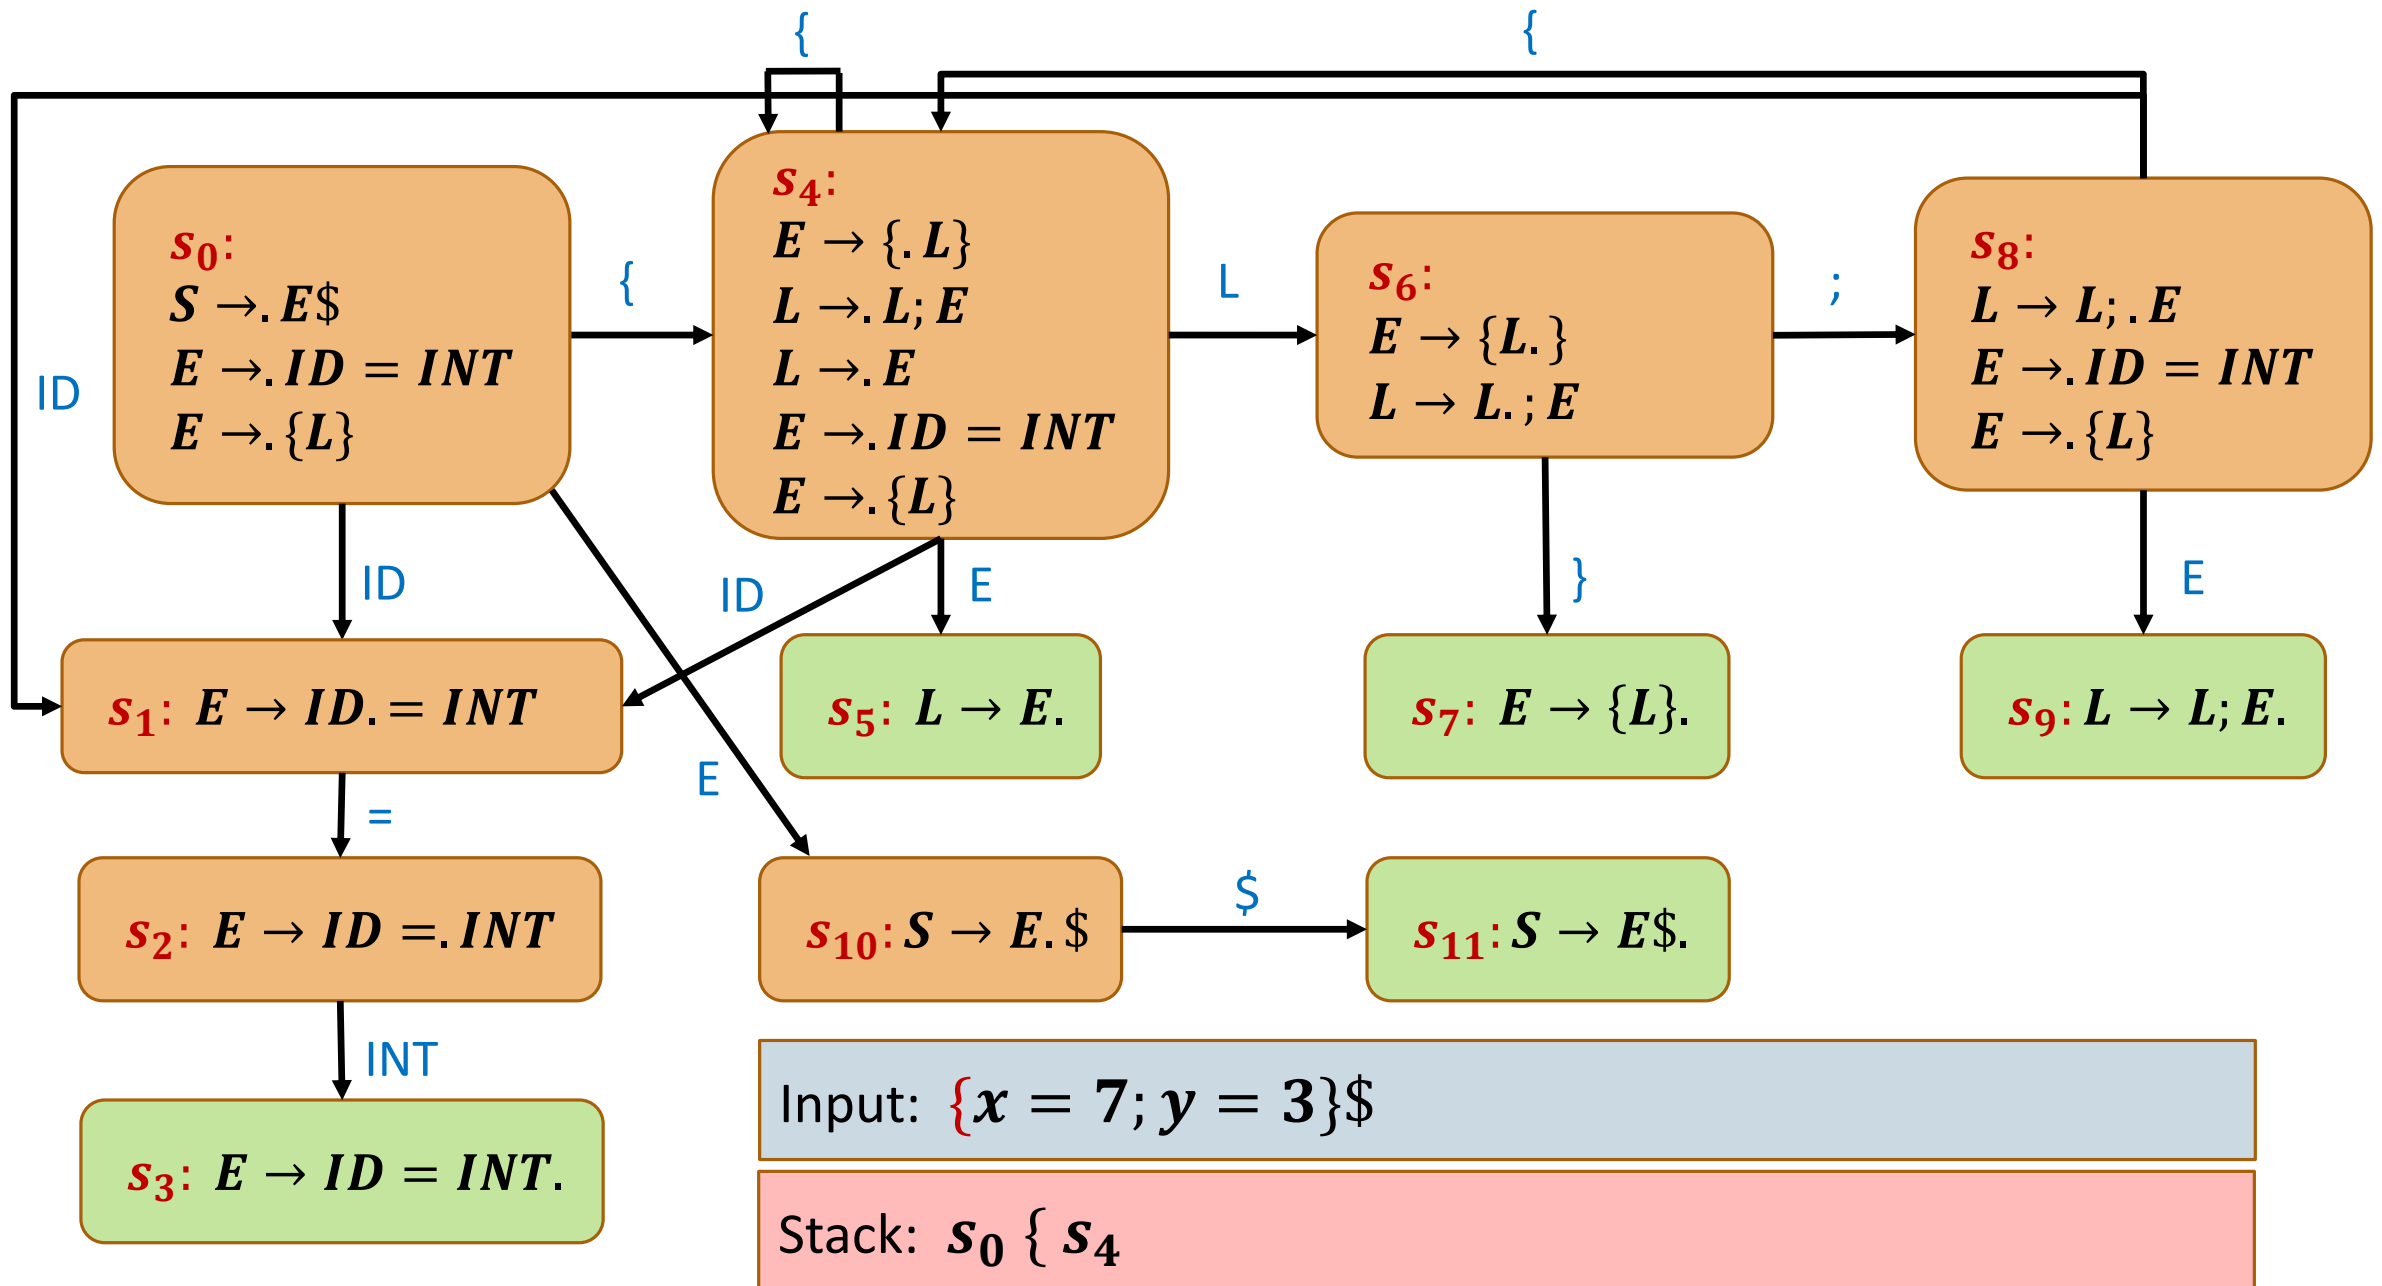 {
{
s₀:
S →. E$
E →. ID = INT
E →. {L}
{
s₄:
E → {. L}
L →. L; E
L →. E
E →. ID = INT
E →. {L}
L
s₆:
E → {L. }
L → L. ; E
;
s₈:
L → L; . E
E →. ID = INT
E →. {L}
ID
ID
ID
E
}
E
s₁: E → ID. = INT
s₅: L → E.
s₇: E → {L}.
s₉: L → L; E.
E
=
s₂: E → ID =. INT
s₁₀: S → E. $
$
s₁₁: S → E$.
INT
s₃: E → ID = INT.
Input: {x = 7; y = 3}$
Stack: s₀ { s₄